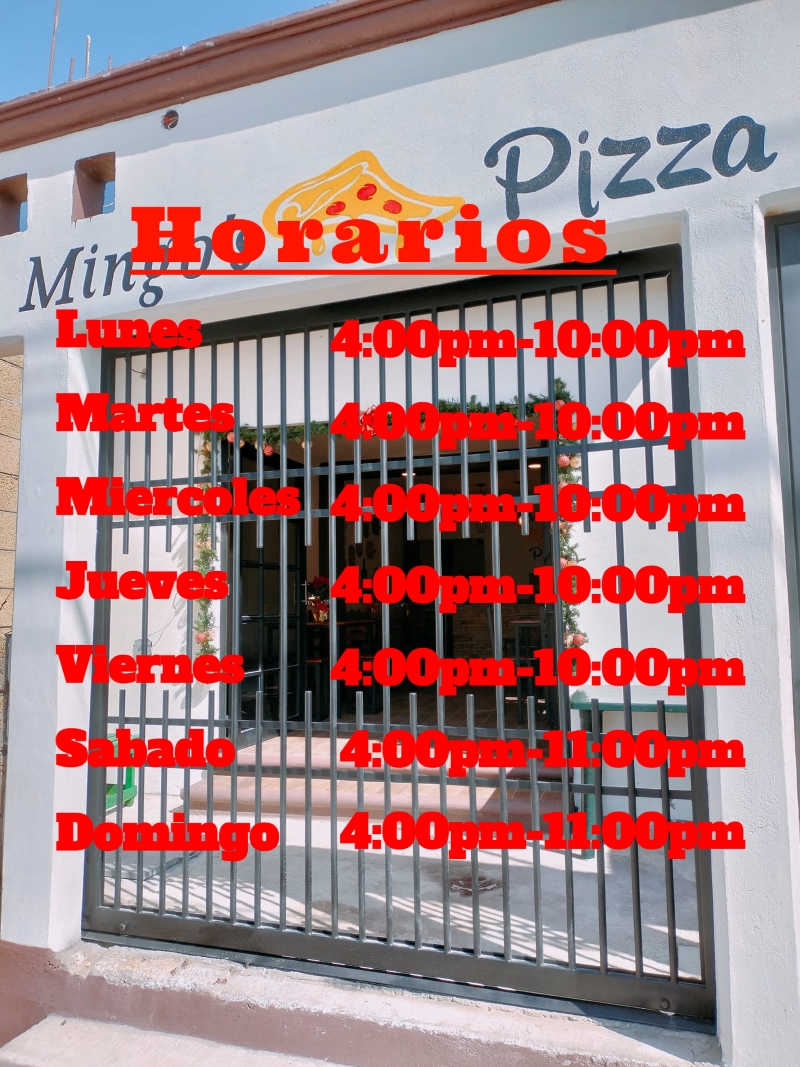 Mingo's Pizza
Horarios
Lunes 4:00pm-10:00pm
Martes 4:00pm-10:00pm
Miercoles 4:00pm-10:00pm
Jueves 4:00pm-10:00pm
Viernes 4:00pm-10:00pm
Sabado 4:00pm-11:00pm
Domingo 4:00pm-11:00pm